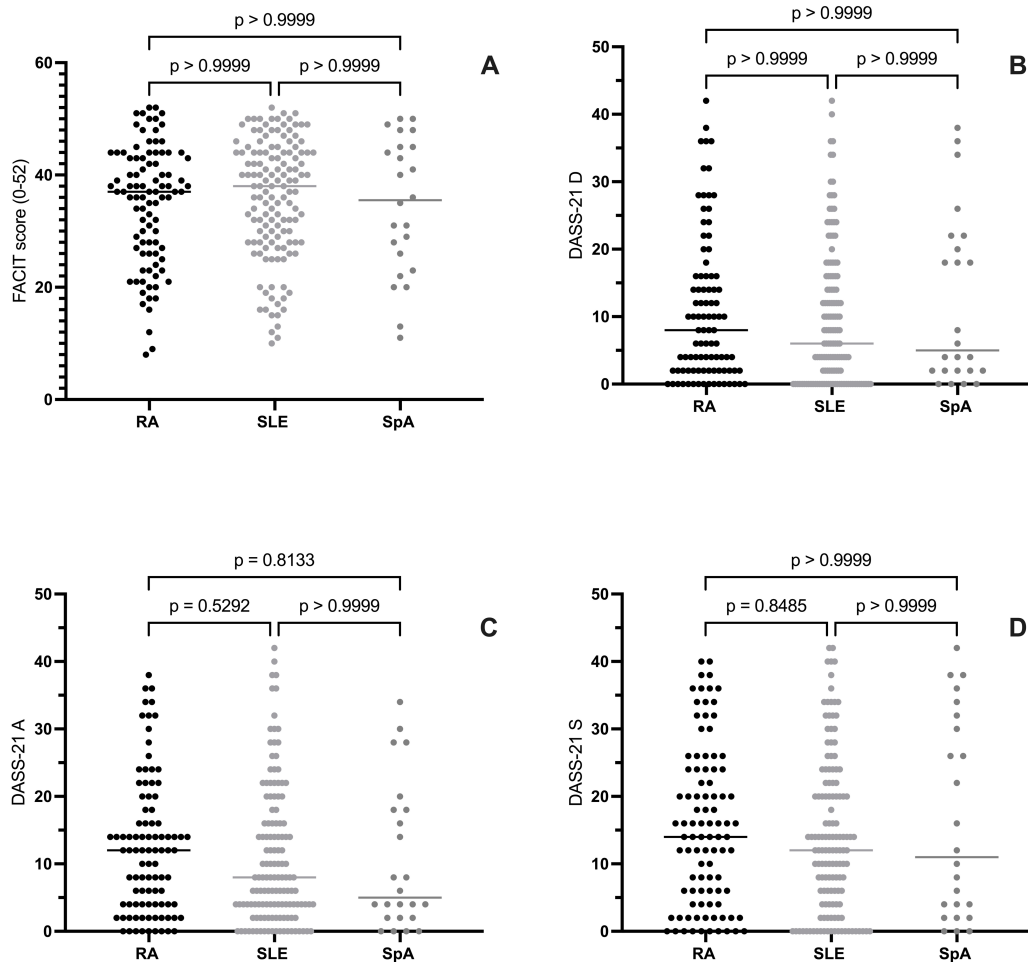 p > 0.9999
p > 0.9999 p > 0.9999
A
FACIT score (0-52)
60
40
20
0
RA SLE SpA
p > 0.9999
p > 0.9999 p > 0.9999
B
DASS-21 D
50
40
30
20
10
0
RA SLE SpA
p = 0.8133
p = 0.5292 p > 0.9999
C
DASS-21 A
50
40
30
20
10
0
RA SLE SpA
p > 0.9999
p = 0.8485 p > 0.9999
D
DASS-21 S
50
40
30
20
10
0
RA SLE SpA